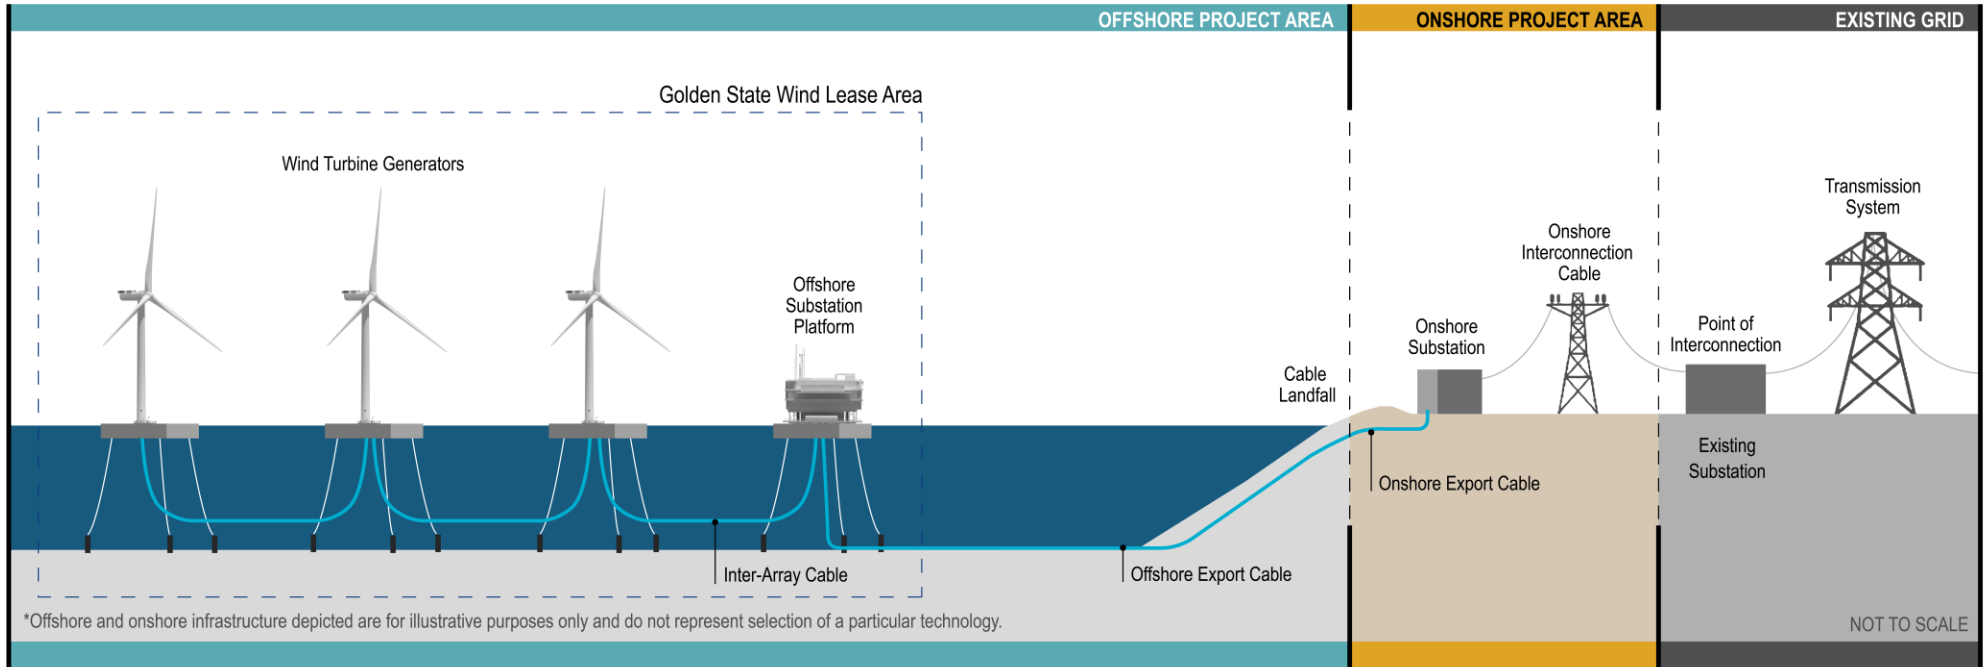 OFFSHORE PROJECT AREA
ONSHORE PROJECT AREA
EXISTING GRID
Golden State Wind Lease Area
Wind Turbine Generators
Offshore
Substation
Platform
Cable
Landfall
Onshore
Substation
Onshore
Interconnection
Cable
Point of
Interconnection
Transmission
System
Existing
Substation
Onshore Export Cable
Inter-Array Cable
Offshore Export Cable
*Offshore and onshore infrastructure depicted are for illustrative purposes only and do not represent selection of a particular technology.
NOT TO SCALE